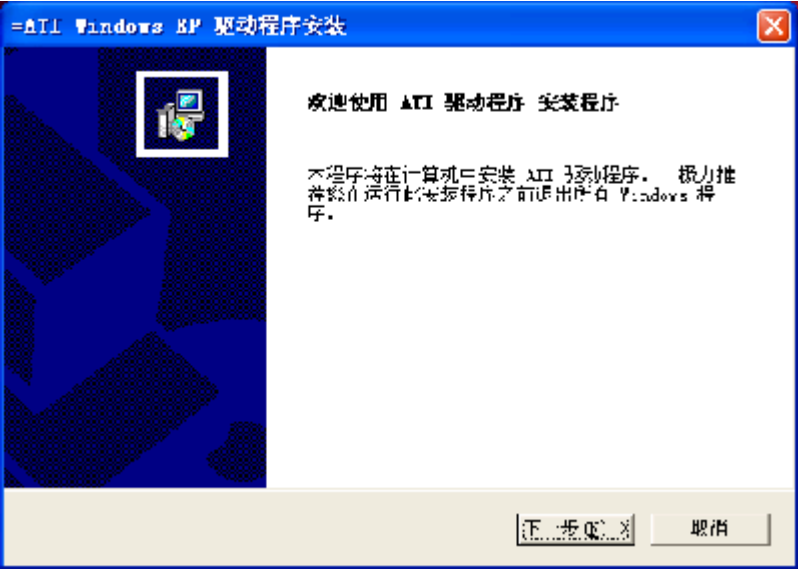 =ATI Windows XP 驱动程序安装
欢迎使用 ATI 驱动程序 安装程序
本程序将在计算机中安装 ATI 驱动程序。 极力推
荐您在运行此安装程序之前退出所有 Windows 程
序。
下一步(N) >
取消